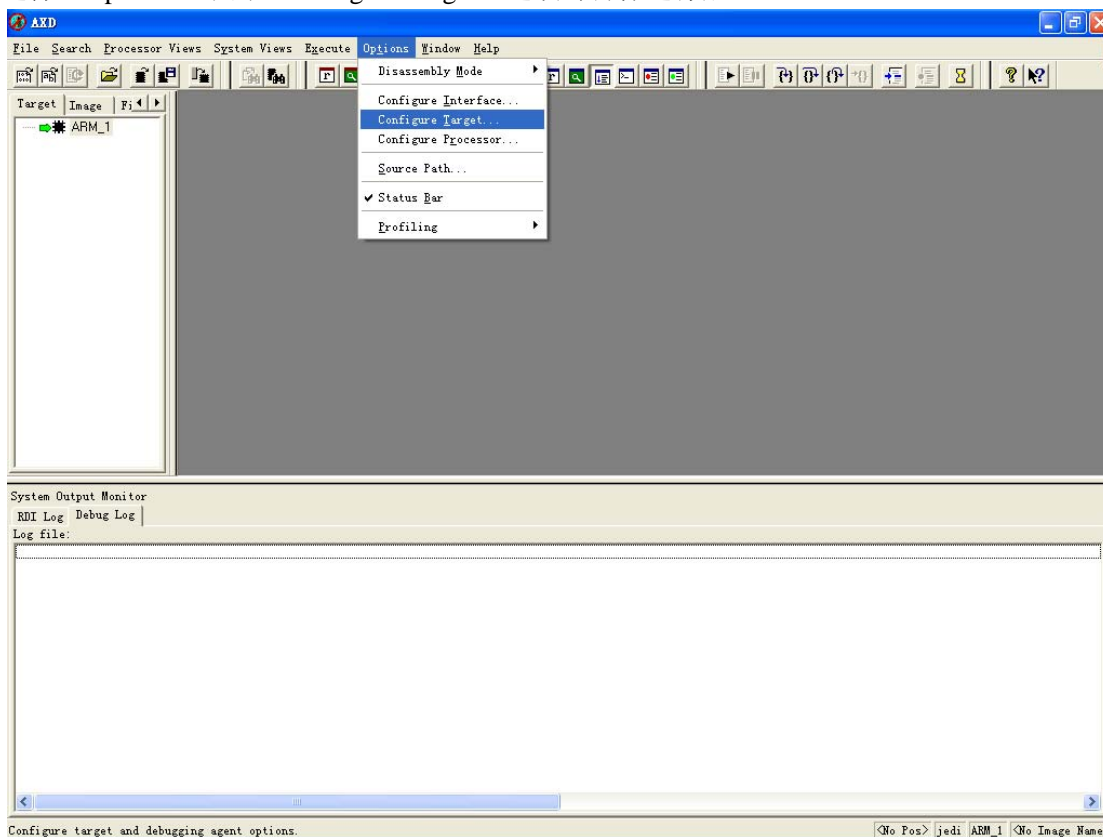 AXD
File Search Processor Views System Views Execute Options Window Help
Disassembly Mode
Configure Interface...
Configure Target...
Configure Processor...
Source Path...
Status Bar
Profiling
Target Image Fi
ARM_1
System Output Monitor
RDI Log Debug Log
Log file:
Configure target and debugging agent options.
<No Pos> jedi ARM_1 <No Image Name